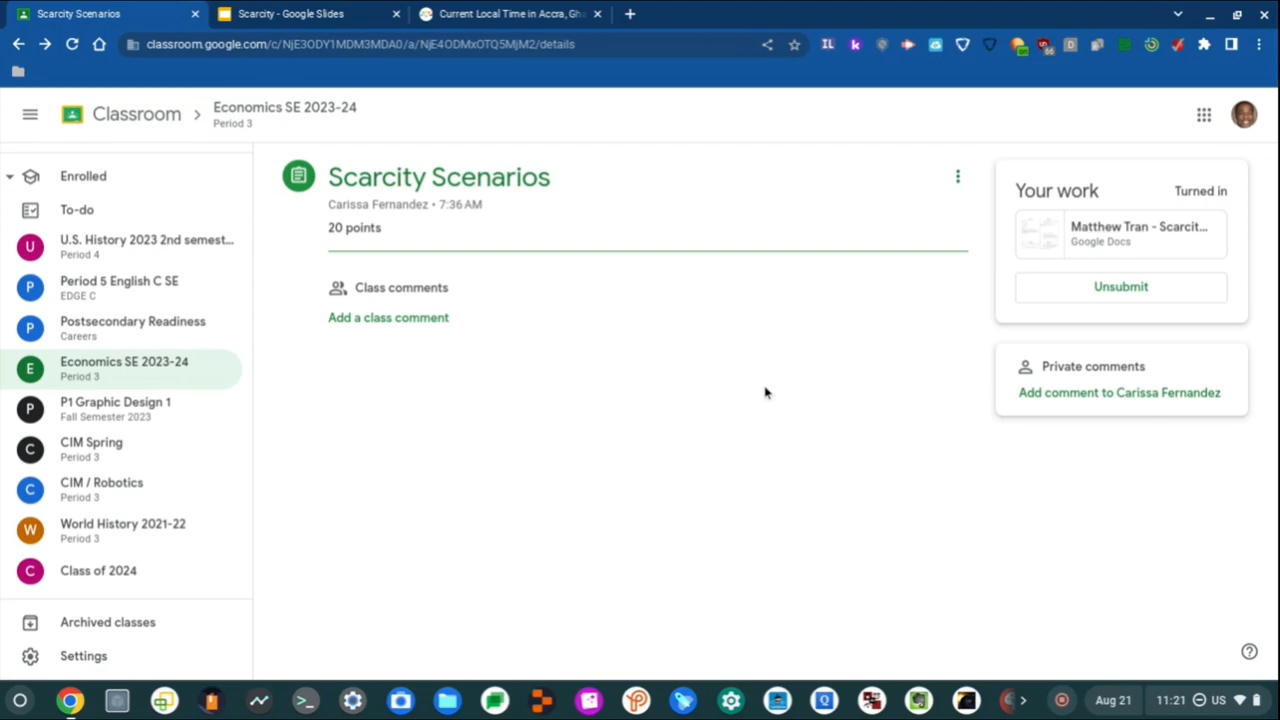 Scarcity Scenarios
Scarcity - Google Slides
Current Local Time in Accra, Gh
classroom.google.com/c/NjE3ODY1MDM3MDA0/a/NjE4ODMxOTQ5MjM2/details
Classroom
Economics SE 2023-24
Period 3
Enrolled
To-do
U
U.S. History 2023 2nd semest...
Period 4
P
Period 5 English C SE
EDGE C
P
Postsecondary Readiness
Careers
E
Economics SE 2023-24
Period 3
P
P1 Graphic Design 1
Fall Semester 2023
C
CIM Spring
Period 3
C
CIM / Robotics
Period 3
W
World History 2021-22
Period 3
C
Class of 2024
Archived classes
Settings
Scarcity Scenarios
Carissa Fernandez • 7:36 AM
20 points
Class comments
Add a class comment
Your work
Turned in
Matthew Tran - Scarcit...
Google Docs
Unsubmit
Private comments
Add comment to Carissa Fernandez
Aug 21
11:21
US